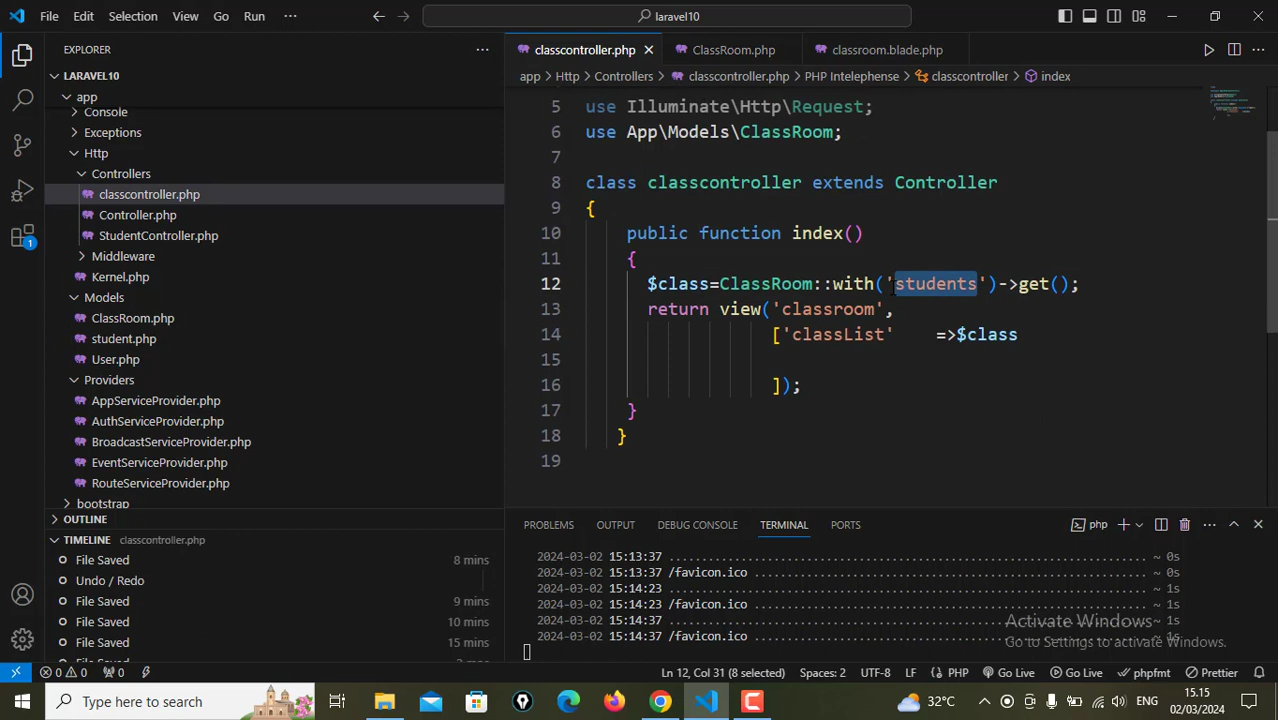 File Edit Selection View Go Run ··· laravel10
EXPLORER ···
LARAVEL10
app
Console
Exceptions
Http
Controllers
classcontroller.php
Controller.php
StudentController.php
Middleware
Kernel.php
Models
ClassRoom.php
student.php
User.php
Providers
AppServiceProvider.php
AuthServiceProvider.php
BroadcastServiceProvider.php
EventServiceProvider.php
RouteServiceProvider.php
bootstrap
OUTLINE
TIMELINE classcontroller.php
File Saved 8 mins
Undo / Redo
File Saved 9 mins
File Saved 10 mins
File Saved 15 mins
1
classcontroller.php ClassRoom.php classroom.blade.php
app > Http > Controllers > classcontroller.php > PHP Intelephense > classcontroller > index
5 use Illuminate\Http\Request;
6 use App\Models\ClassRoom;
7
8 class classcontroller extends Controller
9 {
10 public function index()
11 {
12 $class=ClassRoom::with('students')->get();
13 return view('classroom',
14 ['classList' =>$class
15
16 ]);
17 }
18 }
19
PROBLEMS OUTPUT DEBUG CONSOLE TERMINAL PORTS php
2024-03-02 15:13:37 ~ 0s
2024-03-02 15:13:37 /favicon.ico ~ 0s
2024-03-02 15:14:23 ~ 1s
2024-03-02 15:14:23 /favicon.ico ~ 1s
2024-03-02 15:14:37 ~ 1s
2024-03-02 15:14:37 /favicon.ico ~ 1s
Activate Windows
Go to Settings to activate Windows.
0 0 0 Ln 12, Col 31 (8 selected) Spaces: 2 UTF-8 LF {} PHP Go Live Go Live phpfmt Prettier
Type here to search 32°C ENG 15.15
02/03/2024